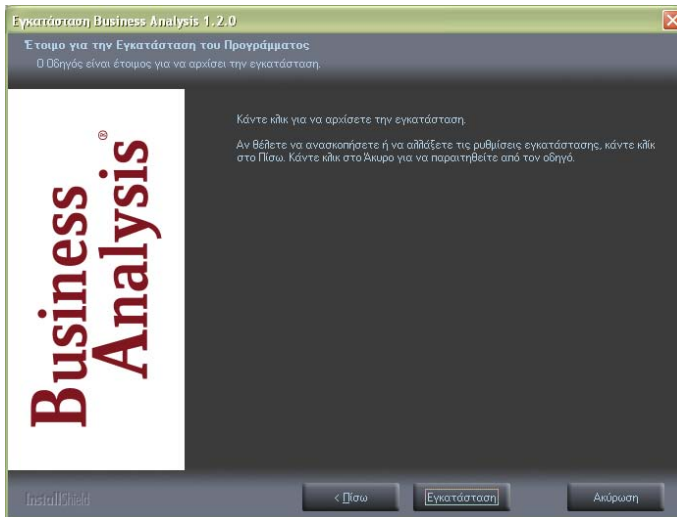 Εγκατάσταση Business Analysis 1.2.0
Έτοιμο για την Εγκατάσταση του Προγράμματος
Ο Οδηγός είναι έτοιμος για να αρχίσει την εγκατάσταση.
Business
Analysis®
Κάντε κλικ για να αρχίσετε την εγκατάσταση.
Αν θέλετε να ανασκοπήσετε ή να αλλάξετε τις ρυθμίσεις εγκατάστασης, κάντε κλίκ
στο Πίσω. Κάντε κλικ στο Άκυρο για να παραιτηθείτε από τον οδηγό.
InstallShield
< Πίσω
Εγκατάσταση
Ακύρωση